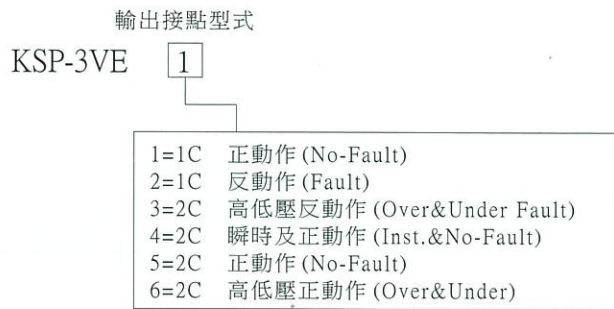 輸出接點型式
KSP-3VE 1
1=1C 正動作(No-Fault)
2=1C 反動作(Fault)
3=2C 高低壓反動作(Over&Under Fault)
4=2C 瞬時及正動作(Inst.&No-Fault)
5=2C 正動作(No-Fault)
6=2C 高低壓正動作(Over&Under)